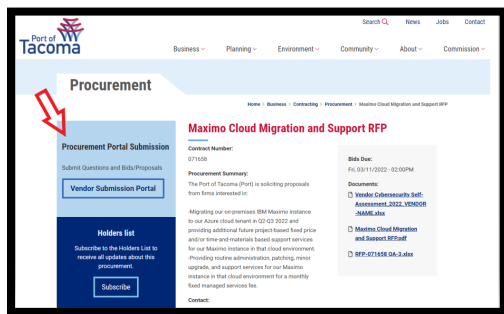 Search News Jobs Contact
Port of
Tacoma
Business Planning Environment Community About Commission
Procurement
Home > Business > Contracting > Procurement > Maximo Cloud Migration and Support RFP
Procurement Portal Submission
Submit Questions and Bids/Proposals
Vendor Submission Portal
Holders list
Subscribe to the Holders List to
receive all updates about this
procurement.
Subscribe
Maximo Cloud Migration and Support RFP
Contract Number:
071658
Procurement Summary:
The Port of Tacoma (Port) is soliciting proposals
from firms interested in:
-Migrating our on-premises IBM Maximo instance
to our Azure cloud tenant in Q2-Q3 2022 and
providing additional future project-based fixed price
and/or time-and-materials based support services
for our Maximo instance in that cloud environment.
-Providing routine administration, patching, minor
upgrade, and support services for our Maximo
instance in that cloud environment for a monthly
fixed managed services fee.
Contact:
Bids Due:
Fri, 03/11/2022 - 02:00PM
Documents:
Vendor Cybersecurity Self-
Assessment_2022_VENDOR
-NAME.xlsx
Maximo Cloud Migration
and Support RFP.pdf
RFP-071658 QA-3.xlsx